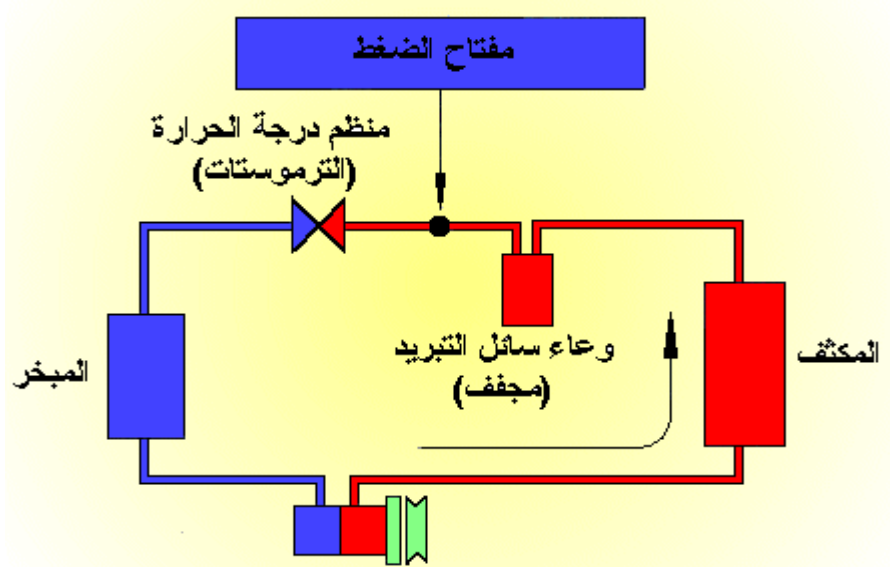 مفتاح الضغط
منظم درجة الحرارة
(الترموستات)
وعاء سائل التبريد
(مجفف)
المكثف
المبخر